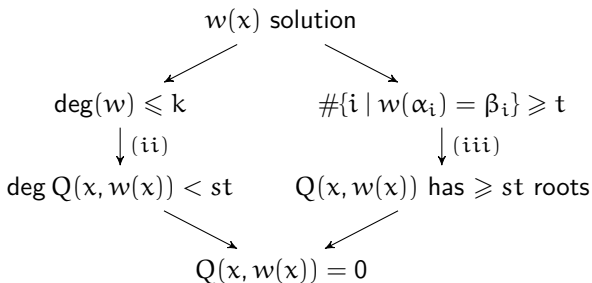 w(x) solution
deg(w) ⩽ k
#{i | w(αᵢ) = βᵢ} ⩾ t
(ii)
(iii)
deg Q(x, w(x)) < st
Q(x, w(x)) has ⩾ st roots
Q(x, w(x)) = 0